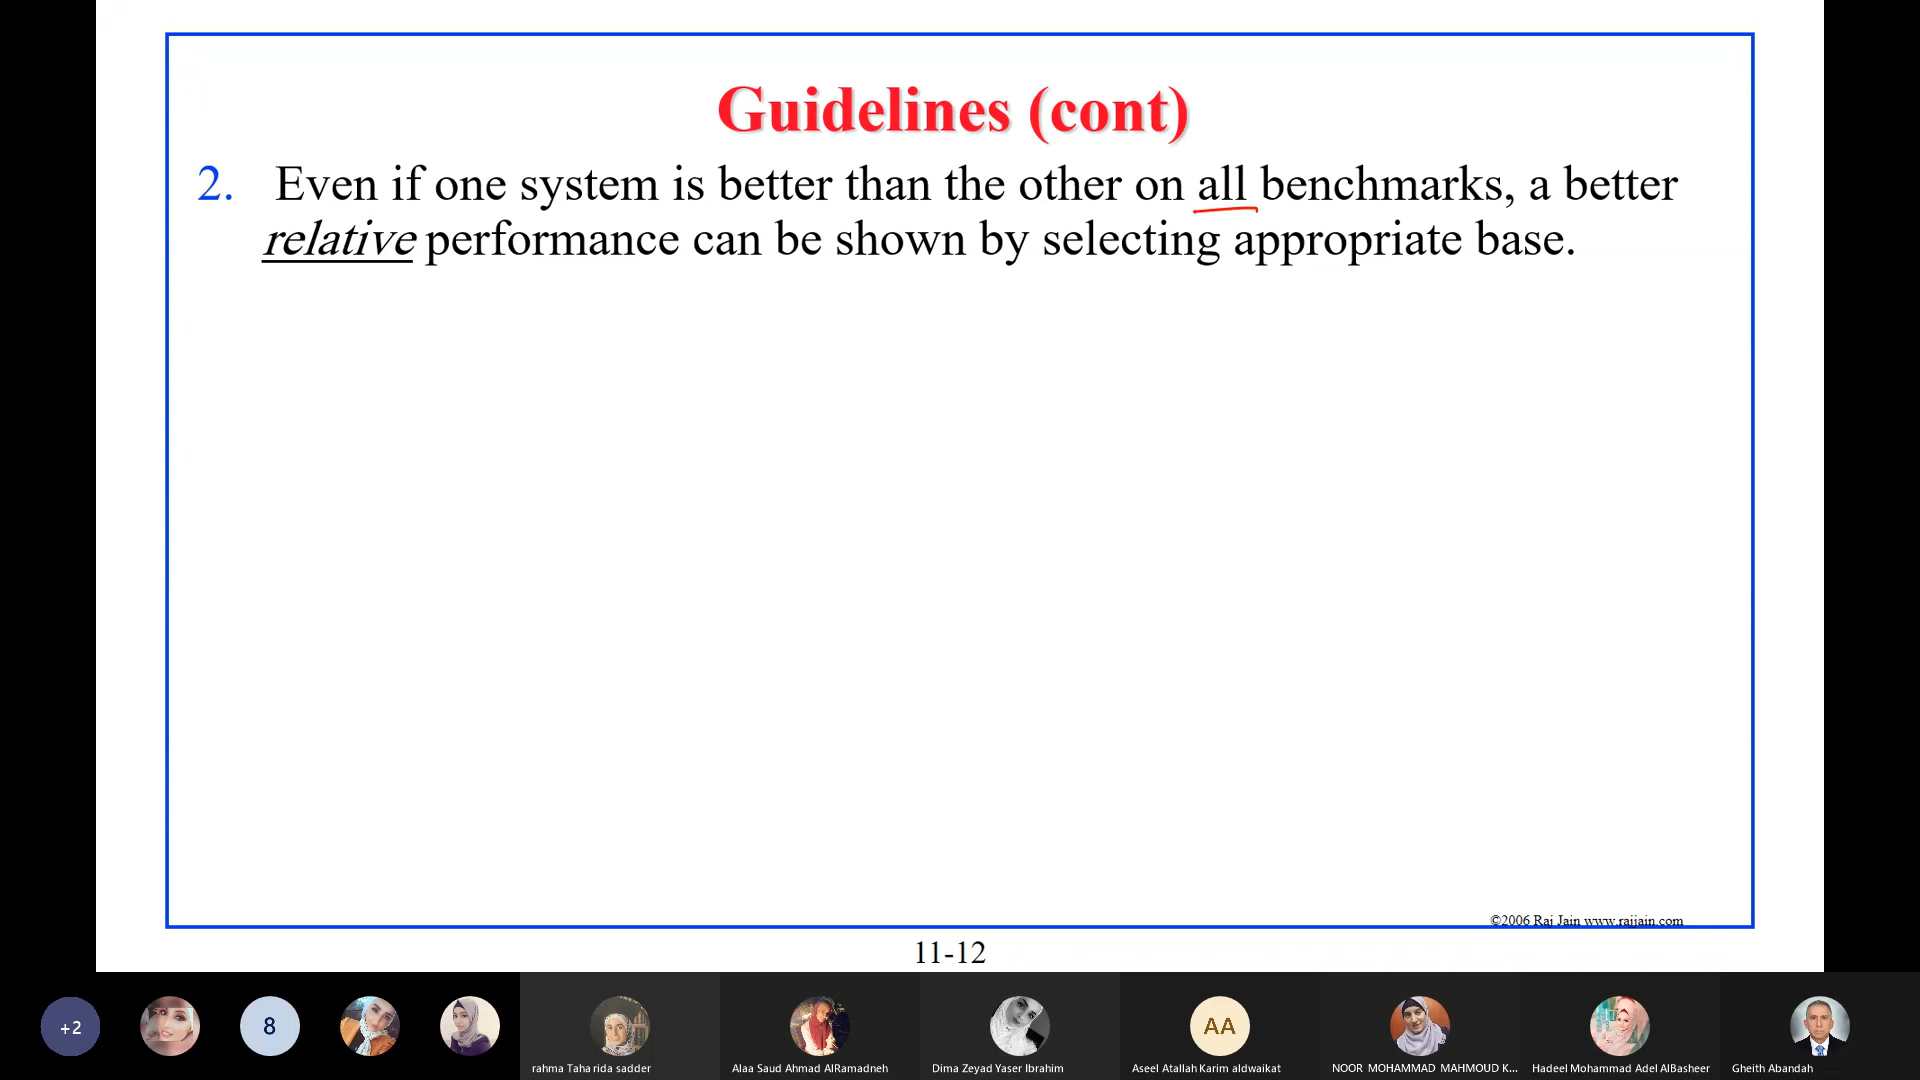 Guidelines (cont)
2. Even if one system is better than the other on all benchmarks, a better
relative performance can be shown by selecting appropriate base.
©2006 Raj Jain www.rajjain.com
11-12
+2
8
AA
rahma Taha rida sadder
Alaa Saud Ahmad AlRamadneh
Dima Zeyad Yaser Ibrahim
Aseel Atallah Karim aldwaikat
NOOR MOHAMMAD MAHMOUD K...
Hadeel Mohammad Adel AlBasheer
Gheith Abandah